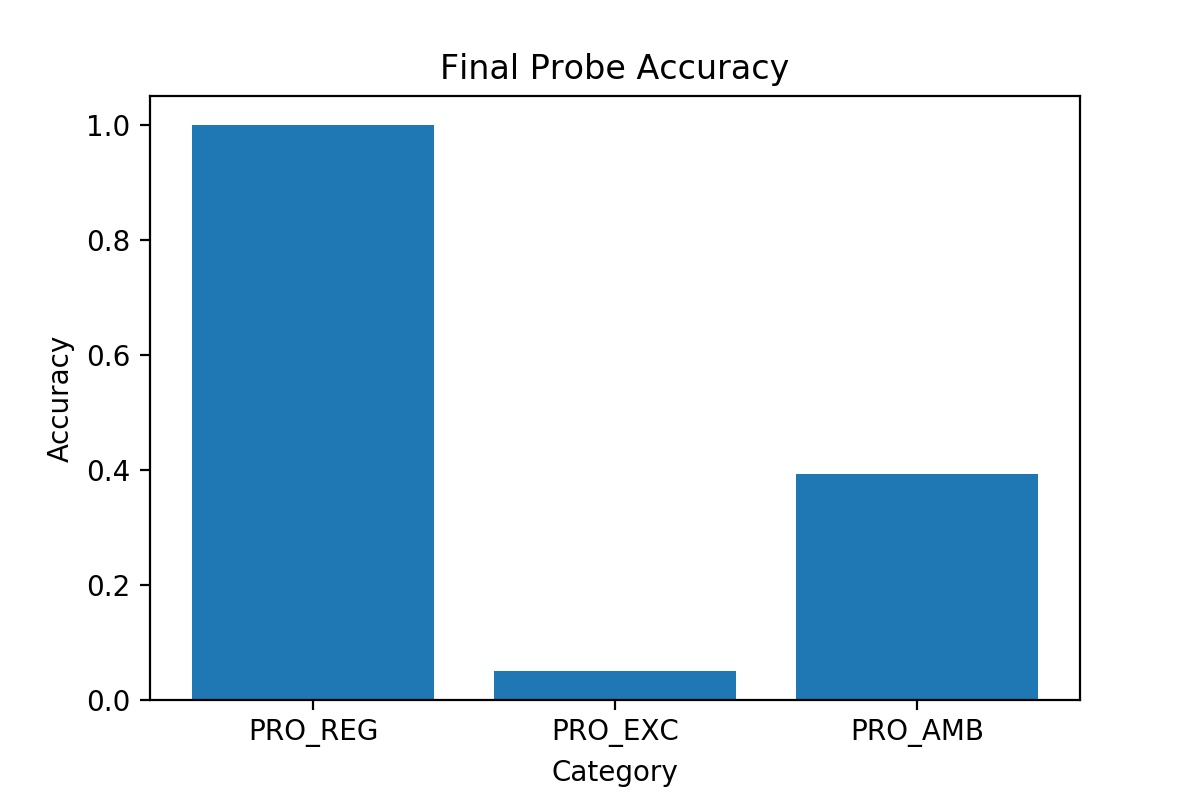 Final Probe Accuracy
Accuracy
1.0
0.8
0.6
0.4
0.2
0.0
PRO_REG PRO_EXC PRO_AMB
Category